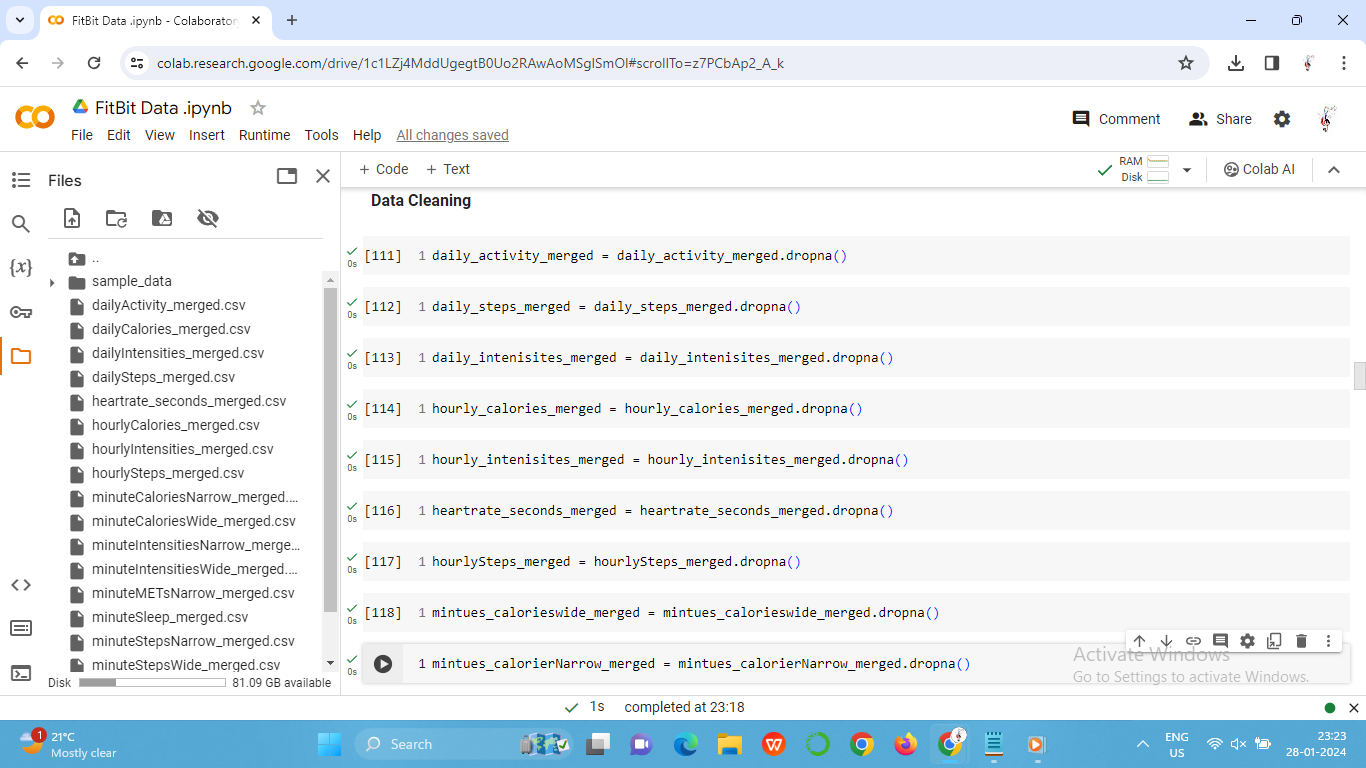 FitBit Data .ipynb - Colaborator
colab.research.google.com/drive/1c1LZj4MddUgegtB0Uo2RAwAoMSglSmOl#scrollTo=z7PCbAp2_A_k
FitBit Data .ipynb
File Edit View Insert Runtime Tools Help All changes saved
Comment Share
Files
+ Code + Text
RAM
Disk
Colab AI
..
sample_data
dailyActivity_merged.csv
dailyCalories_merged.csv
dailyIntensities_merged.csv
dailySteps_merged.csv
heartrate_seconds_merged.csv
hourlyCalories_merged.csv
hourlyIntensities_merged.csv
hourlySteps_merged.csv
minuteCaloriesNarrow_merged....
minuteCaloriesWide_merged.csv
minuteIntensitiesNarrow_merge...
minuteIntensitiesWide_merged....
minuteMETsNarrow_merged.csv
minuteSleep_merged.csv
minuteStepsNarrow_merged.csv
minuteStepsWide_merged.csv
Disk 81.09 GB available
Data Cleaning
0s [111] 1 daily_activity_merged = daily_activity_merged.dropna()
0s [112] 1 daily_steps_merged = daily_steps_merged.dropna()
0s [113] 1 daily_intenisites_merged = daily_intenisites_merged.dropna()
0s [114] 1 hourly_calories_merged = hourly_calories_merged.dropna()
0s [115] 1 hourly_intenisites_merged = hourly_intenisites_merged.dropna()
0s [116] 1 heartrate_seconds_merged = heartrate_seconds_merged.dropna()
0s [117] 1 hourlySteps_merged = hourlySteps_merged.dropna()
0s [118] 1 mintues_calorieswide_merged = mintues_calorieswide_merged.dropna()
0s 1 mintues_calorierNarrow_merged = mintues_calorierNarrow_merged.dropna()
Activate Windows
Go to Settings to activate Windows.
1s completed at 23:18
1
21°C
Mostly clear
Search
ENG
US
23:23
28-01-2024